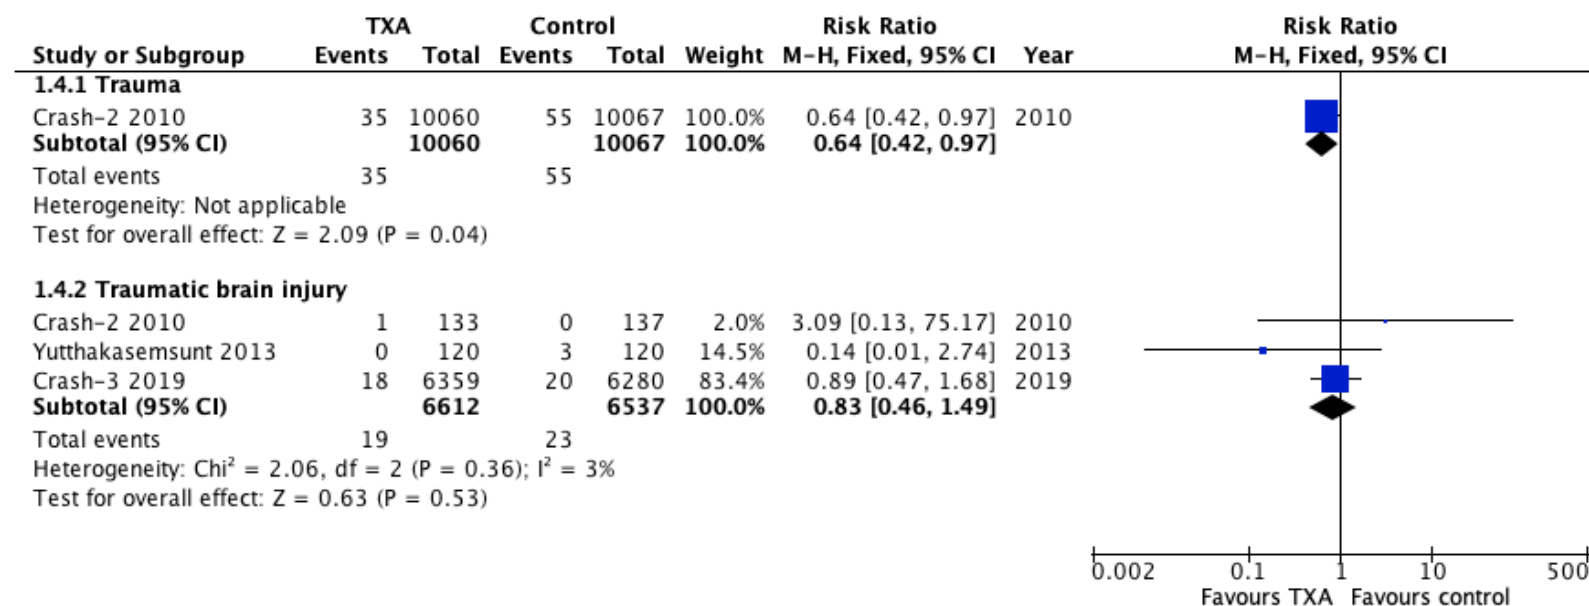 TXA Control Risk Ratio Risk Ratio
Study or Subgroup Events Total Events Total Weight M-H, Fixed, 95% CI Year M-H, Fixed, 95% CI
1.4.1 Trauma
Crash-2 2010 35 10060 55 10067 100.0% 0.64 [0.42, 0.97] 2010
Subtotal (95% CI) 10060 10067 100.0% 0.64 [0.42, 0.97]
Total events 35 55
Heterogeneity: Not applicable
Test for overall effect: Z = 2.09 (P = 0.04)
1.4.2 Traumatic brain injury
Crash-2 2010 1 133 0 137 2.0% 3.09 [0.13, 75.17] 2010
Yutthakasemsunt 2013 0 120 3 120 14.5% 0.14 [0.01, 2.74] 2013
Crash-3 2019 18 6359 20 6280 83.4% 0.89 [0.47, 1.68] 2019
Subtotal (95% CI) 6612 6537 100.0% 0.83 [0.46, 1.49]
Total events 19 23
Heterogeneity: Chi² = 2.06, df = 2 (P = 0.36); I² = 3%
Test for overall effect: Z = 0.63 (P = 0.53)
0.002 0.1 1 10 500
Favours TXA Favours control